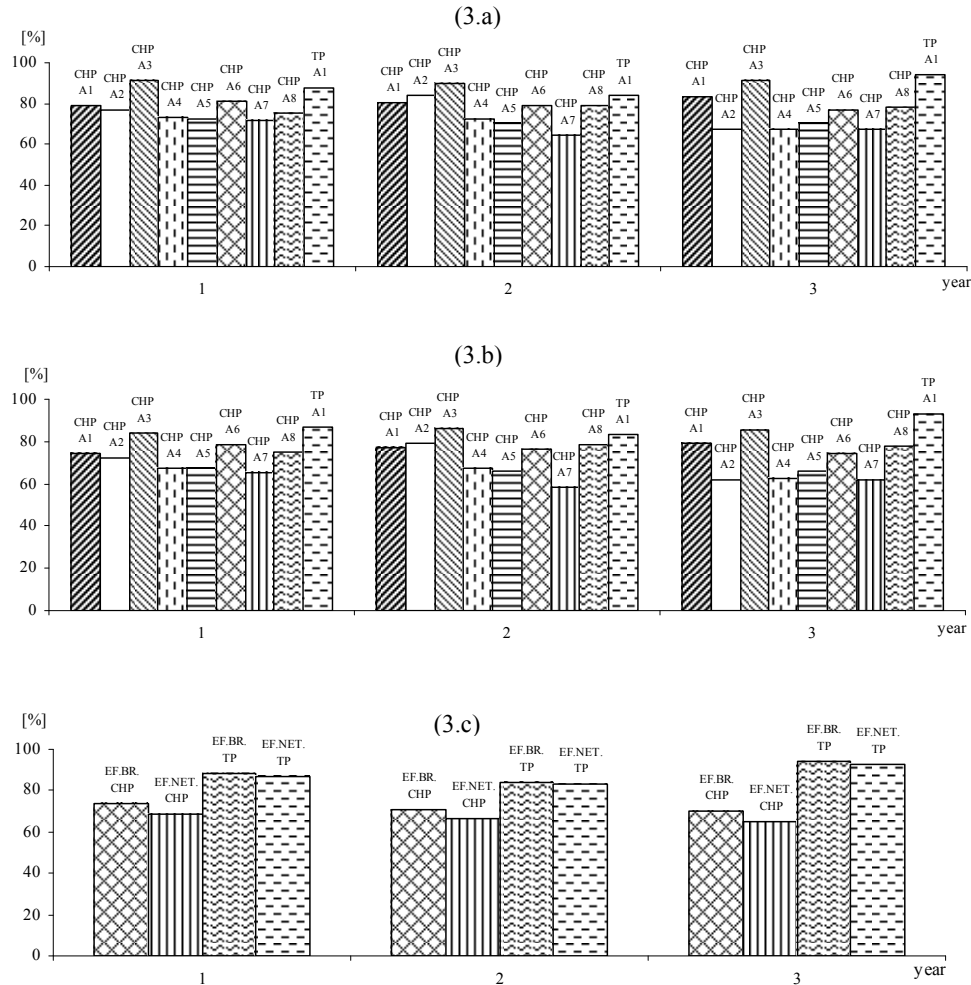 (3.a)
[%]
100
80
60
40
20
0
CHP A1
CHP A2
CHP A3
CHP A4
CHP A5
CHP A6
CHP A7
CHP A8
TP A1
CHP A1
CHP A2
CHP A3
CHP A4
CHP A5
CHP A6
CHP A7
CHP A8
TP A1
CHP A1
CHP A2
CHP A3
CHP A4
CHP A5
CHP A6
CHP A7
CHP A8
TP A1
1
2
3
year
(3.b)
[%]
100
80
60
40
20
0
CHP A1
CHP A2
CHP A3
CHP A4
CHP A5
CHP A6
CHP A7
CHP A8
TP A1
CHP A1
CHP A2
CHP A3
CHP A4
CHP A5
CHP A6
CHP A7
CHP A8
TP A1
CHP A1
CHP A2
CHP A3
CHP A4
CHP A5
CHP A6
CHP A7
CHP A8
TP A1
1
2
3
year
(3.c)
[%]
100
80
60
40
20
0
EF.BR. CHP
EF.NET. CHP
EF.BR. TP
EF.NET. TP
EF.BR. CHP
EF.NET. CHP
EF.BR. TP
EF.NET. TP
EF.BR. CHP
EF.NET. CHP
EF.BR. TP
EF.NET. TP
1
2
3
year